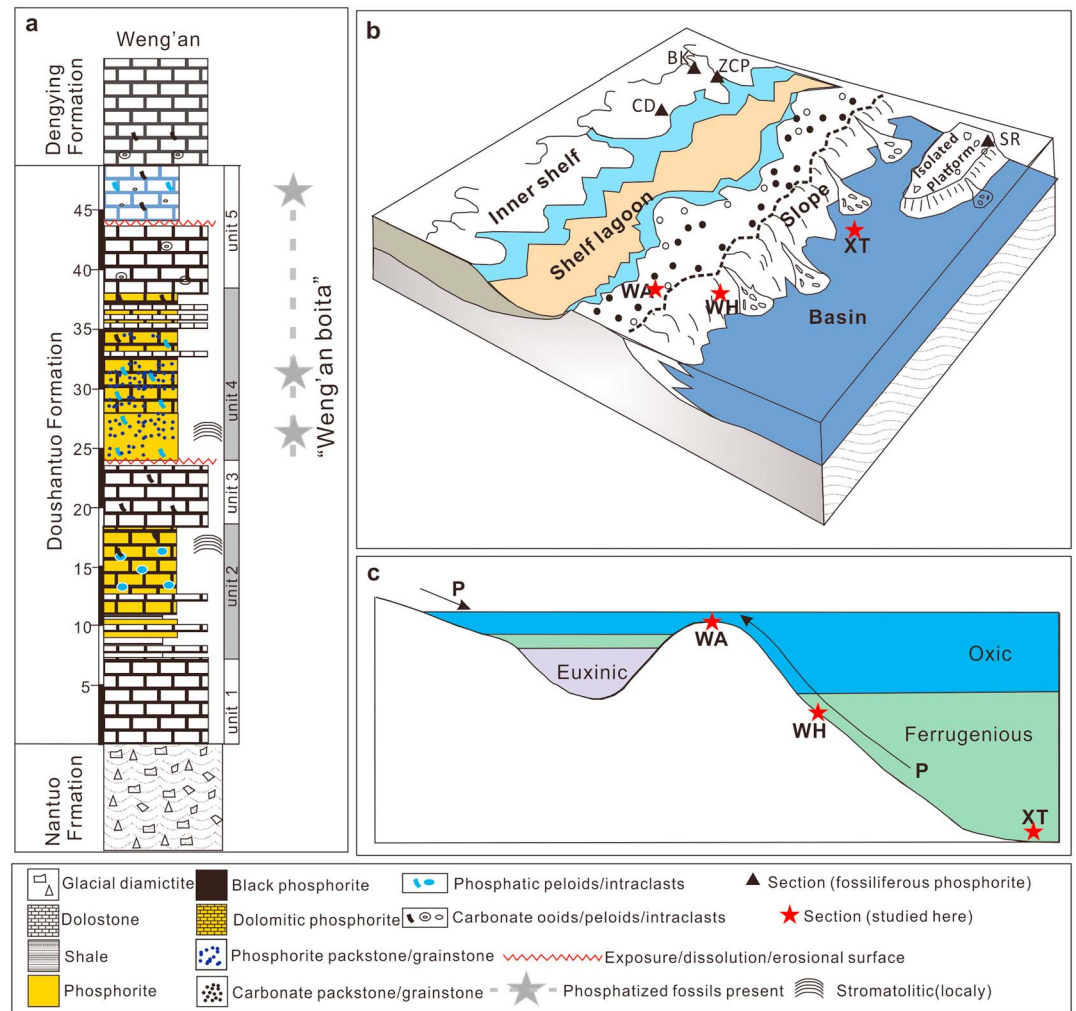 a
Weng'an
Dengying
Formation
Doushantuo Formation
Nantuo
Frmation
45
40
35
30
25
20
15
10
5
unit 5
unit 4
unit 3
unit 2
unit 1
"Weng'an boita"
b
BK
ZCP
CD
SR
Inner shelf
Shelf lagoon
Slope
Isolated
Platform
XT
WA
WH
Basin
c
P
WA
Oxic
Euxinic
WH
Ferrugenious
P
XT
Glacial diamictite
Black phosphorite
Phosphatic peloids/intraclasts
Section (fossiliferous phosphorite)
Dolostone
Dolomitic phosphorite
Carbonate ooids/peloids/intraclasts
Section (studied here)
Shale
Phosphorite packstone/grainstone
Exposure/dissolution/erosional surface
Phosphorite
Carbonate packstone/grainstone
Phosphatized fossils present
Stromatolitic(localy)